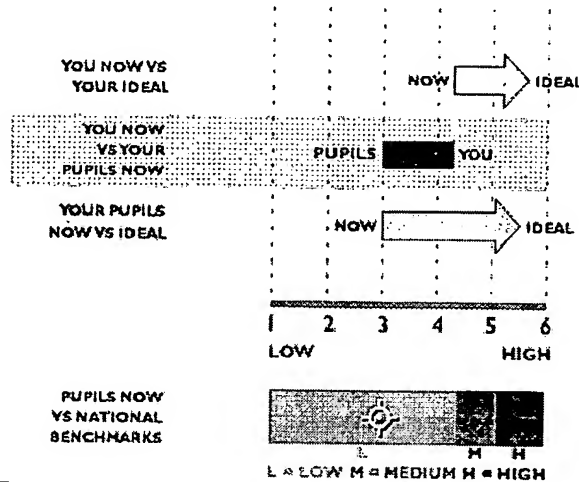 YOU NOW VS
YOUR IDEAL
NOW
IDEAL
YOU NOW
VS YOUR
PUPILS NOW
PUPILS
YOU
YOUR PUPILS
NOW VS IDEAL
NOW
IDEAL
1 2 3 4 5 6
LOW HIGH
PUPILS NOW
VS NATIONAL
BENCHMARKS
L M H
L = LOW M = MEDIUM H = HIGH